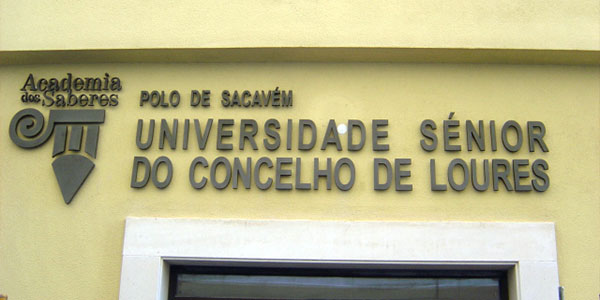 Academia
dos Saberes
POLO DE SACAVÉM
UNIVERSIDADE SÉNIOR
DO CONCELHO DE LOURES